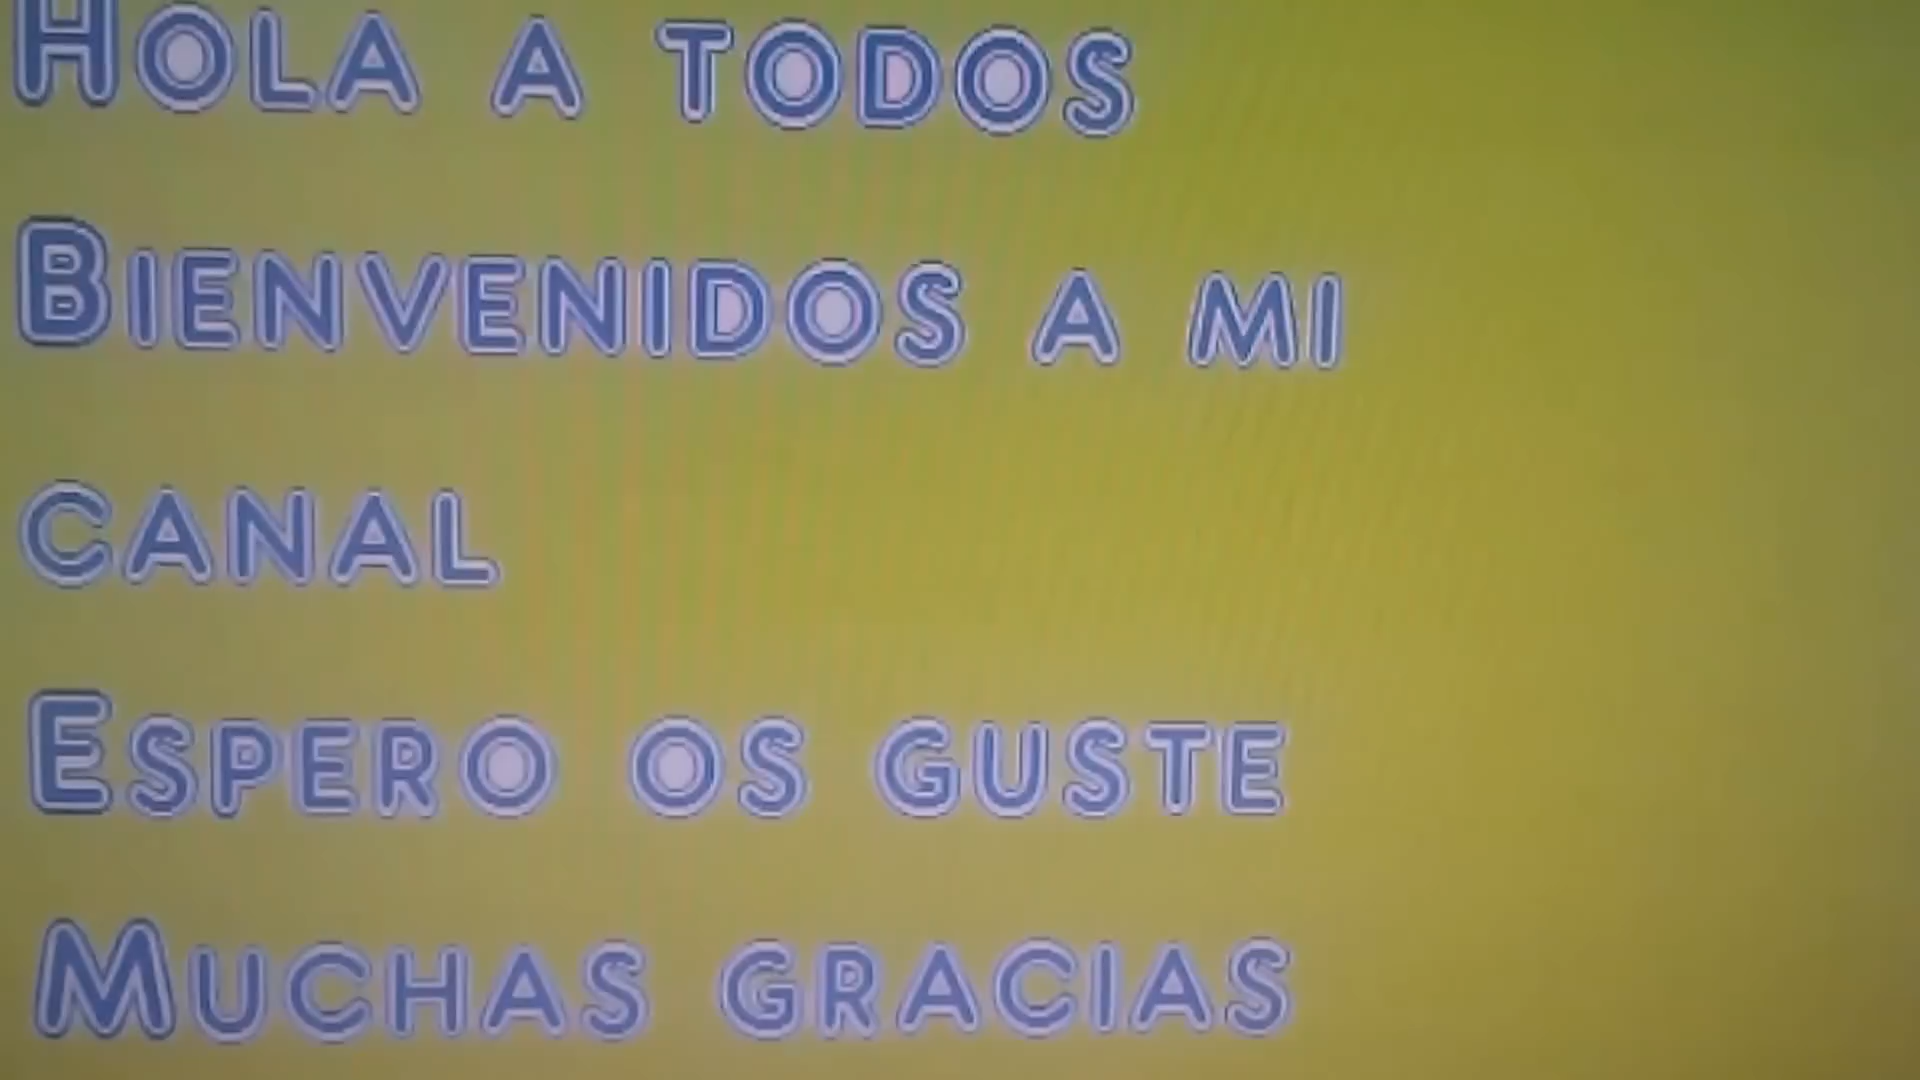 Hola a todos
Bienvenidos a mi
canal
Espero os guste
Muchas gracias